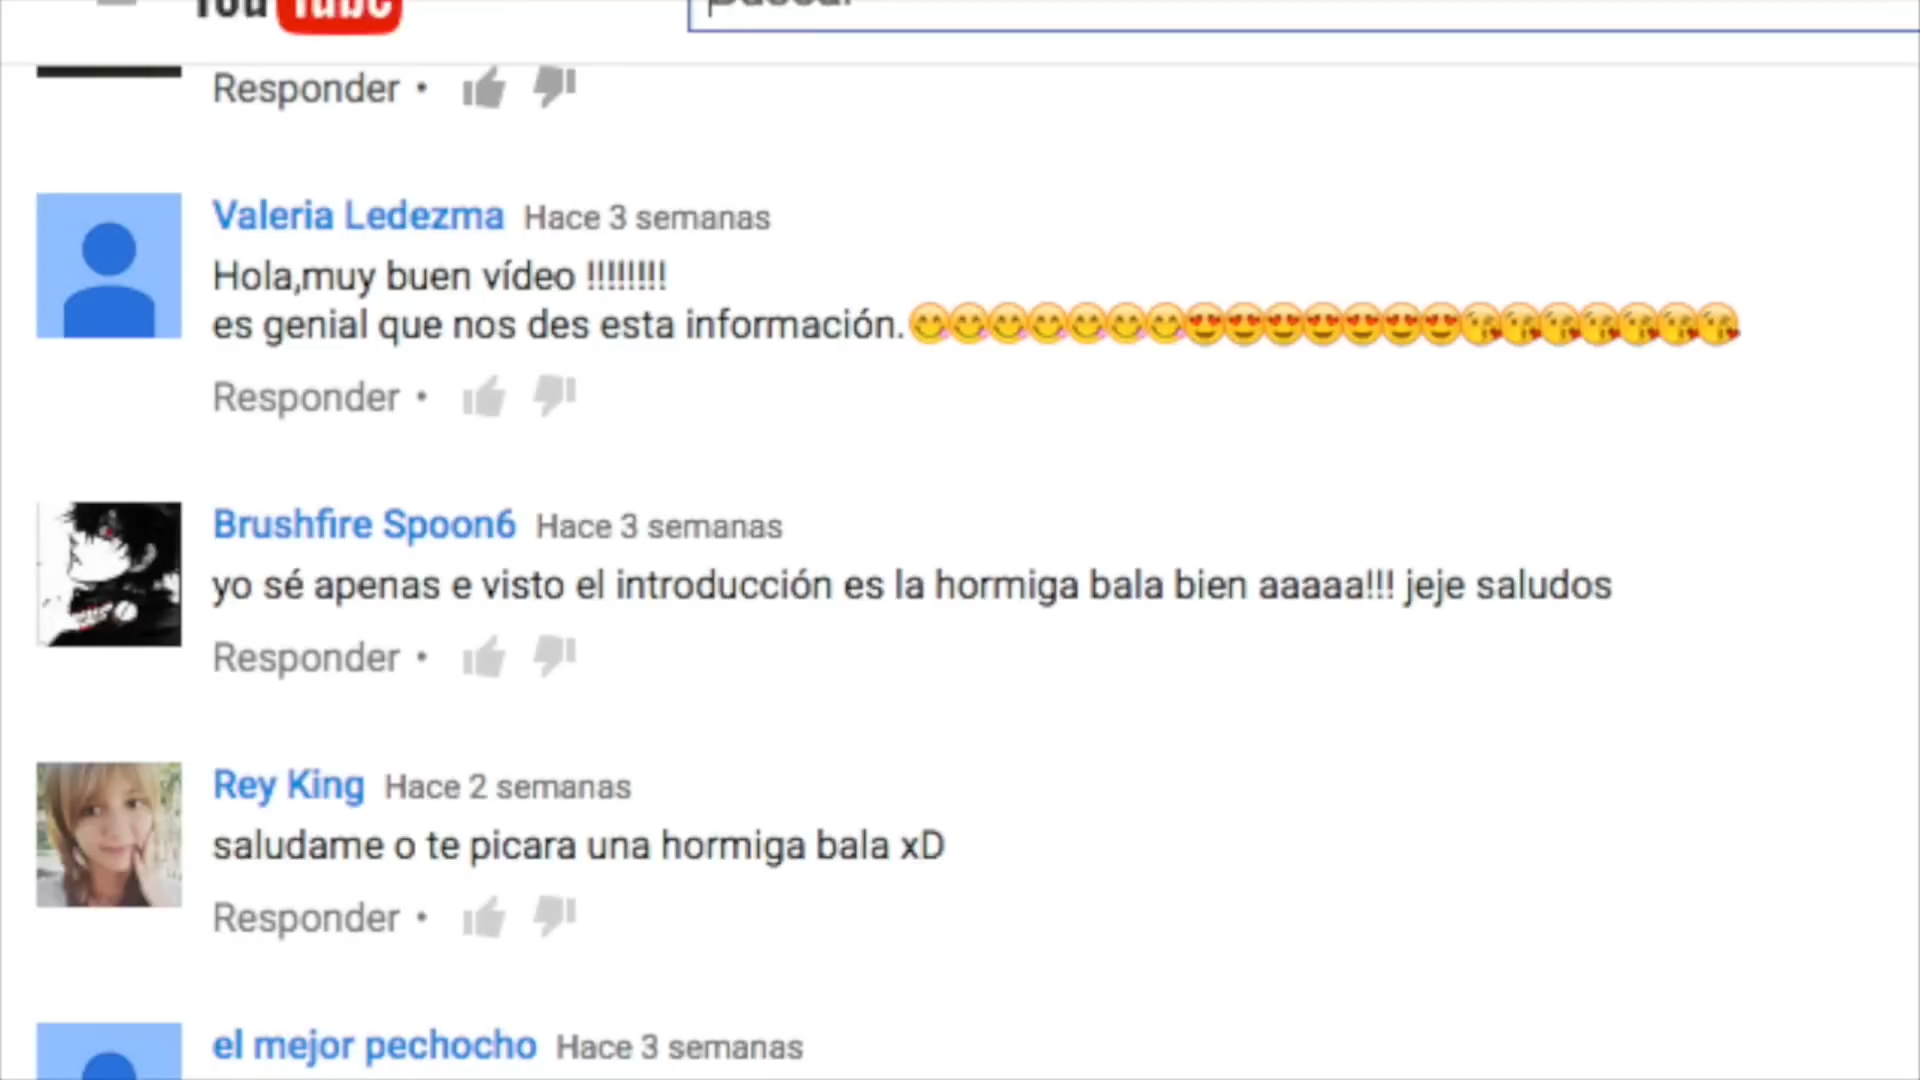 YouTube
Buscar
Responder •
Valeria Ledezma Hace 3 semanas
Hola,muy buen vídeo !!!!!!!!
es genial que nos des esta información.😋😋😋😋😋😋😋😍😍😍😍😍😍😍😘😘😘😘😘😘😘
Responder •
Brushfire Spoon6 Hace 3 semanas
yo sé apenas e visto el introducción es la hormiga bala bien aaaaa!!! jeje saludos
Responder •
Rey King Hace 2 semanas
saludame o te picara una hormiga bala xD
Responder •
el mejor pechocho Hace 3 semanas